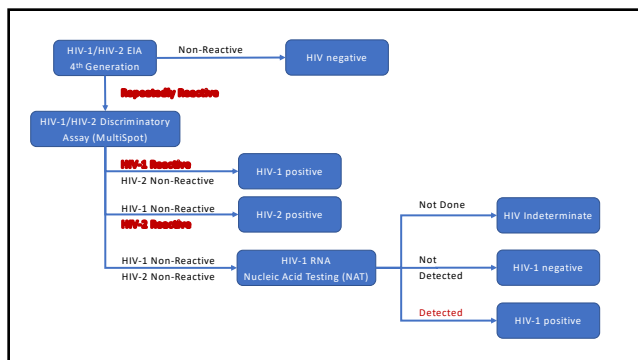 HIV-1/HIV-2 EIA
4th Generation
Non-Reactive
HIV negative
Repeatedly Reactive
HIV-1/HIV-2 Discriminatory
Assay (MultiSpot)
HIV-1 Reactive
HIV-2 Non-Reactive
HIV-1 positive
HIV-1 Non-Reactive
HIV-2 Reactive
HIV-2 positive
HIV-1 Non-Reactive
HIV-2 Non-Reactive
HIV-1 RNA
Nucleic Acid Testing (NAT)
Not Done
HIV Indeterminate
Not
Detected
HIV-1 negative
Detected
HIV-1 positive